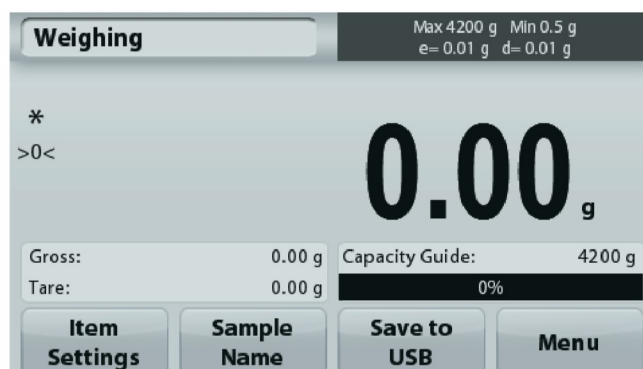 Weighing
Max 4200 g Min 0.5 g
e= 0.01 g d= 0.01 g
*
>0<
0.00 g
Gross: 0.00 g
Tare: 0.00 g
Capacity Guide: 4200 g
0%
Item
Settings
Sample
Name
Save to
USB
Menu